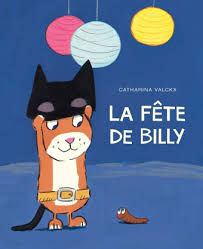 CATHARINA VALCKX
LA FÊTE
DE BILLY